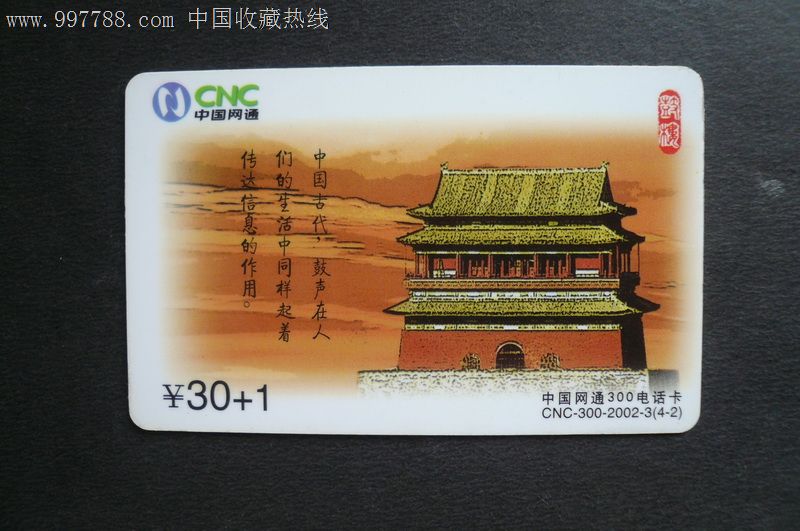 www.997788.com 中国收藏热线
CNC
中国网通
鼓楼
中国古代，鼓声在人
们的生活中同样起着
传达信息的作用。
¥30+1
中国网通300电话卡
CNC-300-2002-3(4-2)